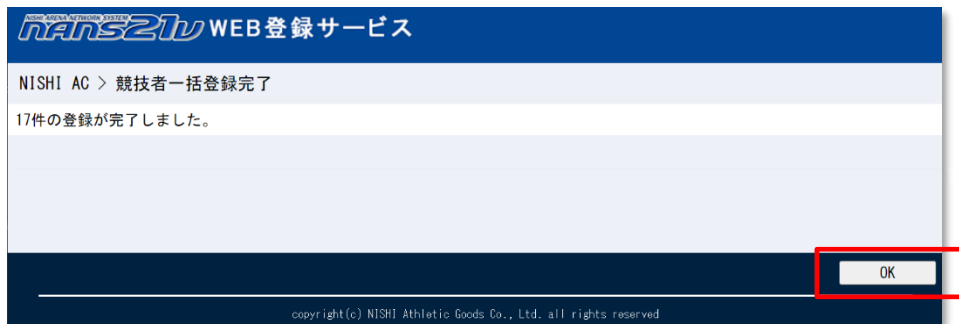 NISHI ARENA NETWORK SYSTEM
nans21v WEB登録サービス
NISHI AC > 競技者一括登録完了
17件の登録が完了しました。
OK
copyright(c) NISHI Athletic Goods Co., Ltd. all rights reserved